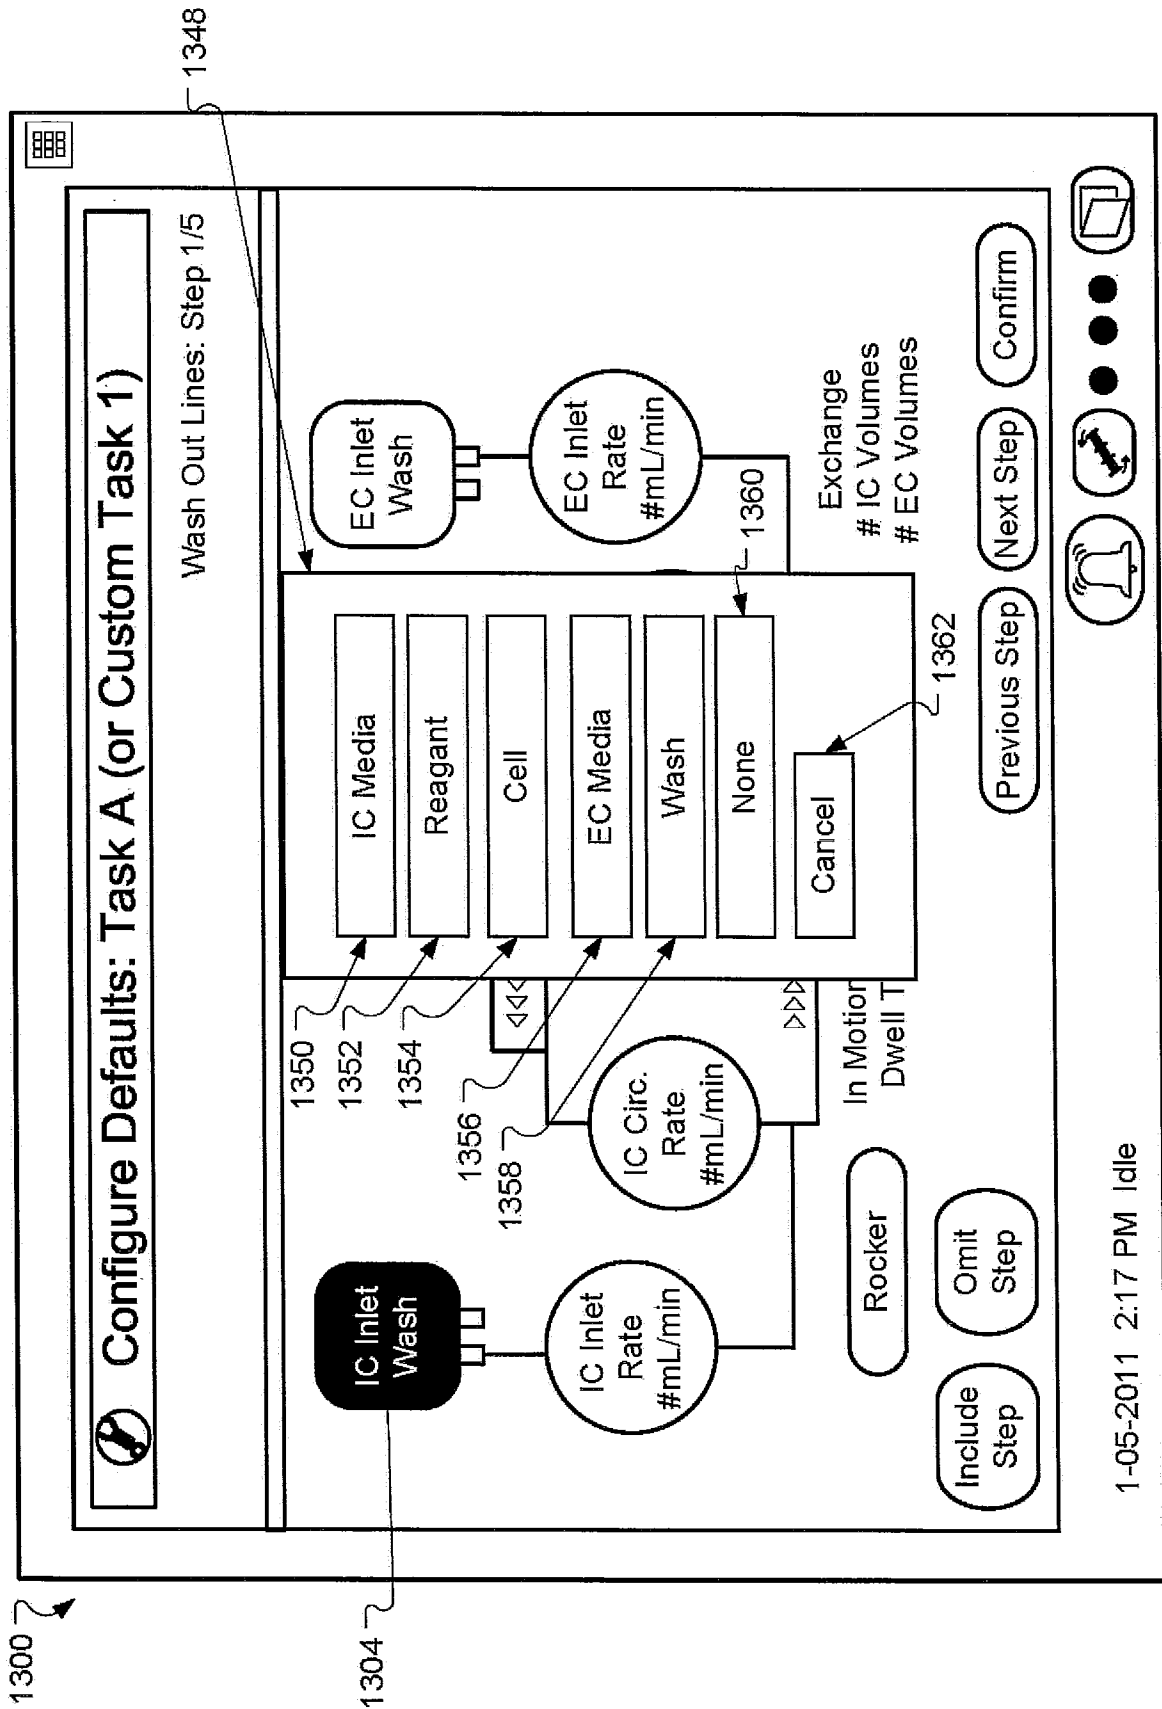 1300
1348
Configure Defaults: Task A (or Custom Task 1)
Wash Out Lines: Step 1/5
1304
IC Inlet
Wash
IC Inlet
Rate
#mL/min
IC Circ.
Rate
#mL/min
1350
1352
1354
1356
1358
IC Media
Reagant
Cell
EC Media
Wash
None
Cancel
1360
1362
EC Inlet
Wash
EC Inlet
Rate
#mL/min
Rocker
In Motion
Dwell T
Exchange
# IC Volumes
# EC Volumes
Include
Step
Omit
Step
Previous Step
Next Step
Confirm
1-05-2011 2:17 PM Idle